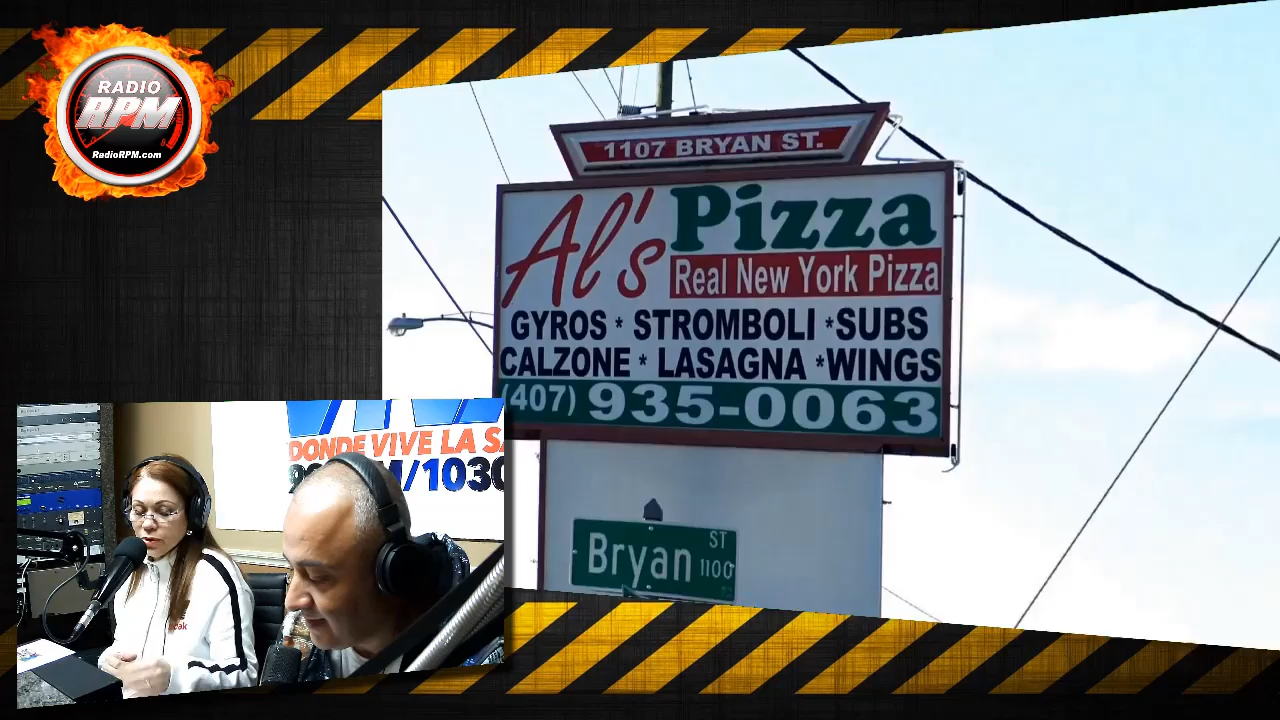 RADIO
RPM
RadioRPM.com
1107 BRYAN ST.
Al's Pizza
Real New York Pizza
GYROS * STROMBOLI *SUBS
CALZONE * LASAGNA *WINGS
(407) 935-0063
Bryan ST
1100
DONDE VIVE LA
FM/1030